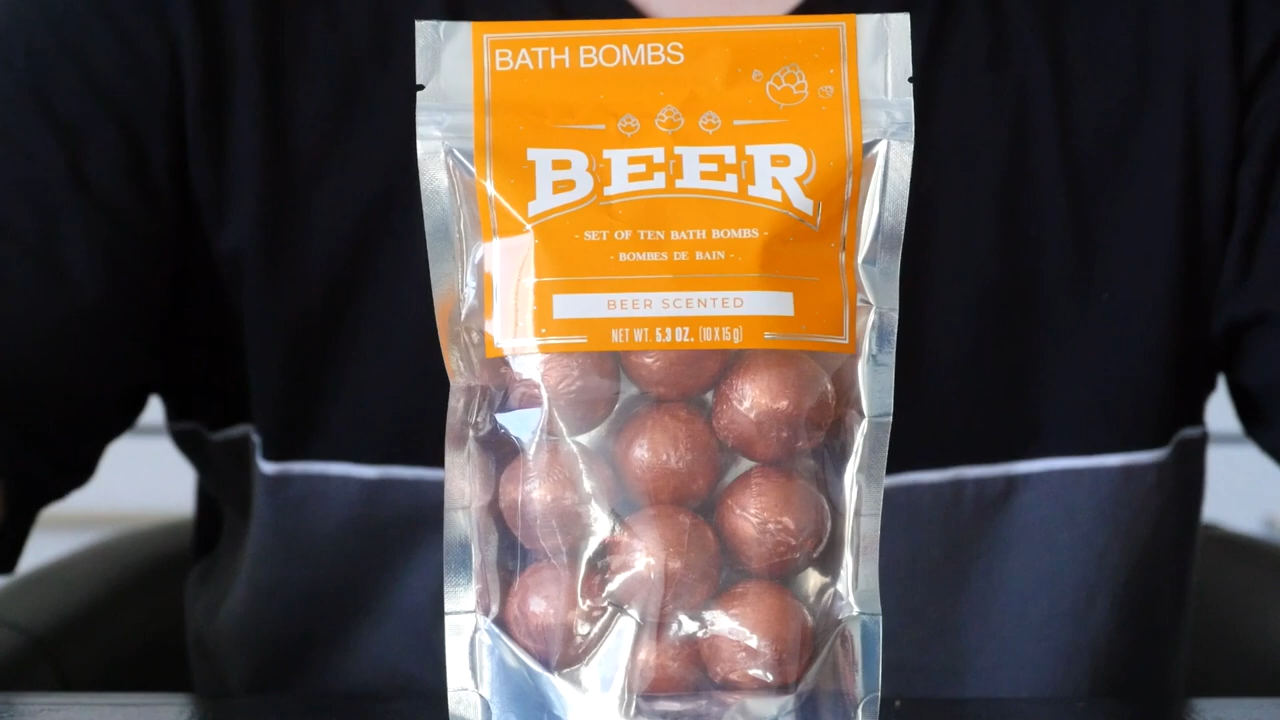 BATH BOMBS
BEER
- SET OF TEN BATH BOMBS -
- BOMBES DE BAIN -
BEER SCENTED
NET WT. 5.3 OZ. (10 X 15 g)